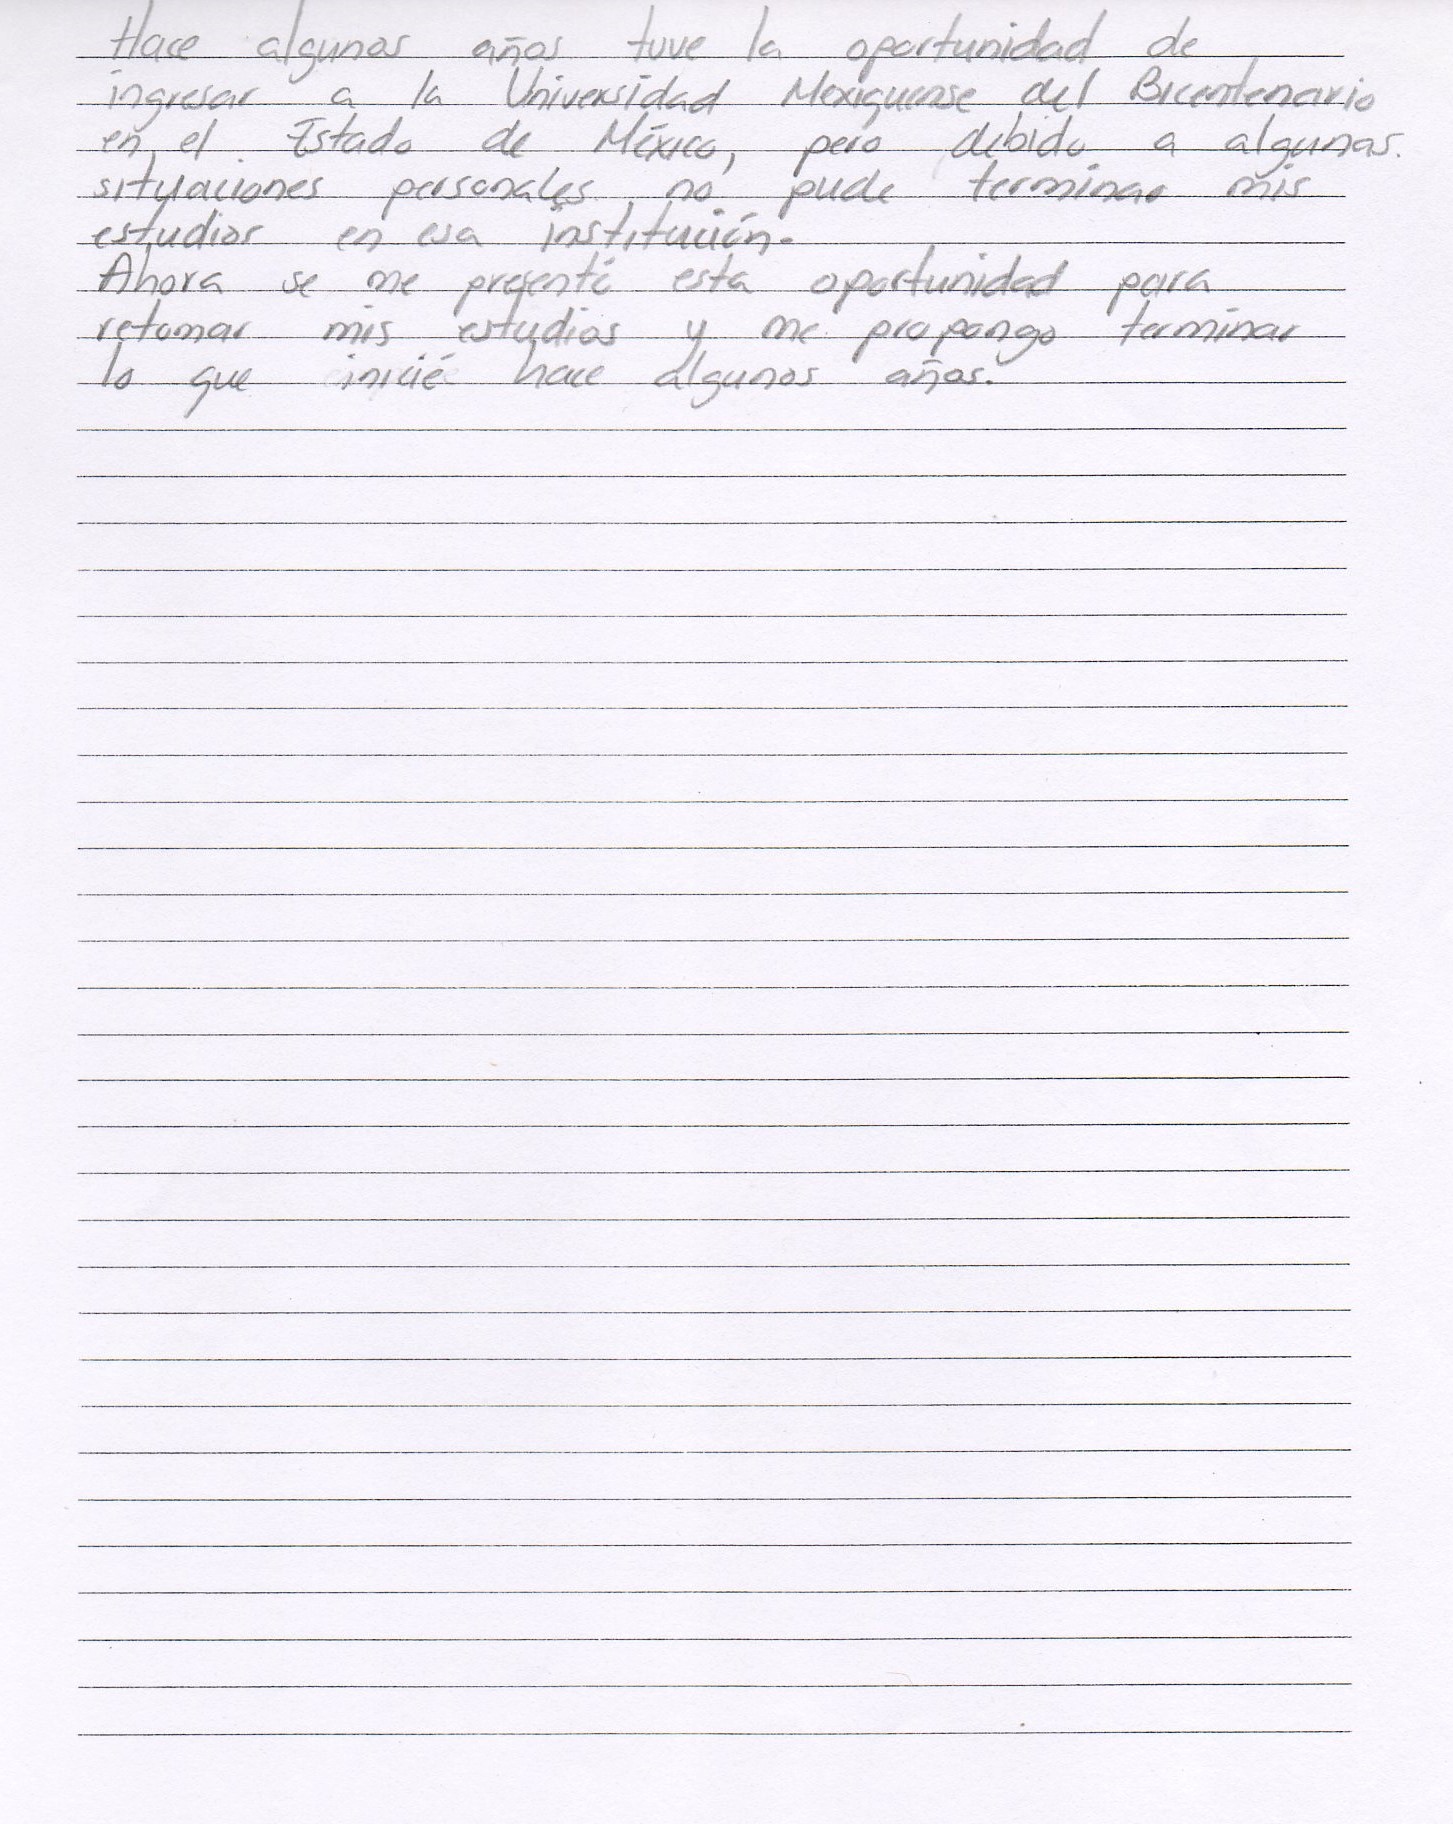 Hace algunos años tuve la oportunidad de
ingresar a la Universidad Mexiquense del Bicentenario
en el Estado de México, pero debido a algunas
situaciones personales no pude terminar mis
estudios en esa institución.
Ahora se me presentó esta oportunidad para
retomar mis estudios y me propongo terminar
lo que inicié hace algunos años.